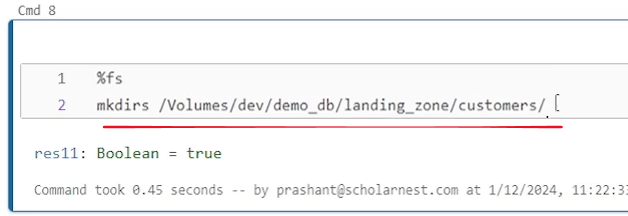 Cmd 8
1 %fs
2 mkdirs /Volumes/dev/demo_db/landing_zone/customers/
res11: Boolean = true
Command took 0.45 seconds -- by prashant@scholarnest.com at 1/12/2024, 11:22:33